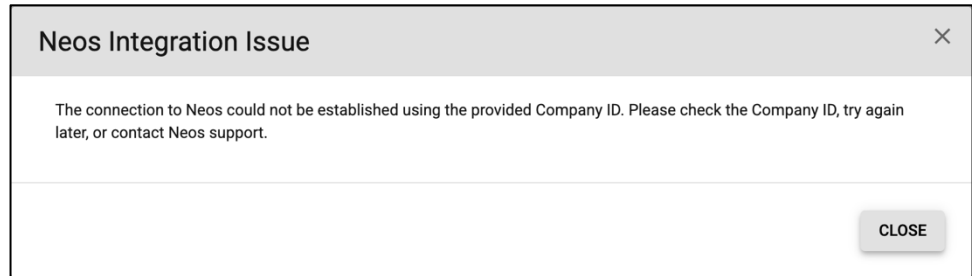 Neos Integration Issue
The connection to Neos could not be established using the provided Company ID. Please check the Company ID, try again
later, or contact Neos support.
CLOSE